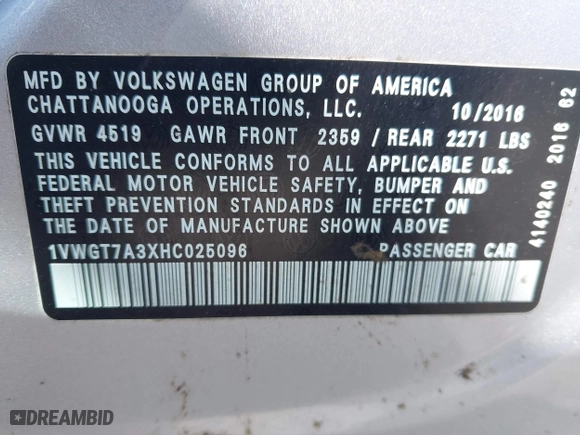 MFD BY VOLKSWAGEN GROUP OF AMERICA
CHATTANOOGA OPERATIONS, LLC. 10/2016
GVWR 4519 GAWR FRONT 2359 / REAR 2271 LBS
THIS VEHICLE CONFORMS TO ALL APPLICABLE U.S.
FEDERAL MOTOR VEHICLE SAFETY, BUMPER AND
THEFT PREVENTION STANDARDS IN EFFECT ON
THE DATE OF MANUFACTURE SHOWN ABOVE
1VWGT7A3XHC025096 PASSENGER CAR
4140240 2016 62
DREAMBID